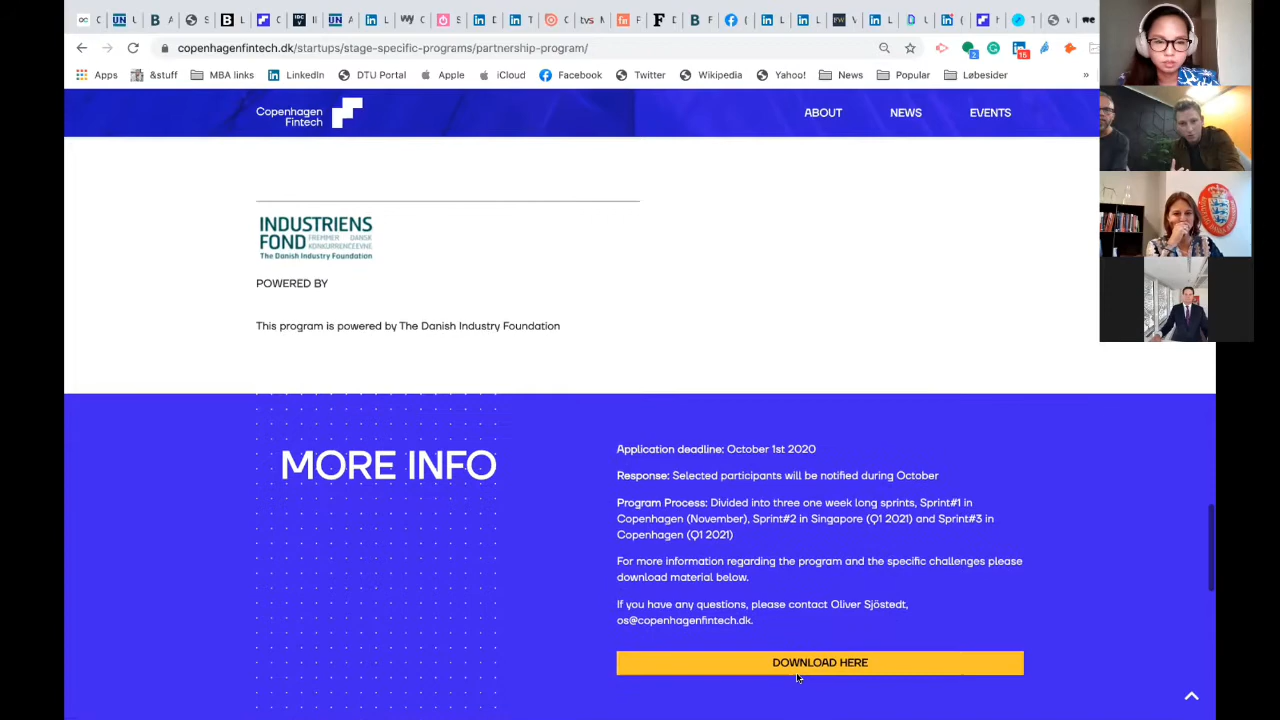 copenhagenfintech.dk/startups/stage-specific-programs/partnership-program/
Apps
&stuff
MBA links
LinkedIn
DTU Portal
Apple
iCloud
Facebook
Twitter
Wikipedia
Yahoo!
News
Popular
Løbesider
»
Copenhagen
Fintech
ABOUT
NEWS
EVENTS
INDUSTRIENS
FOND
FREMMER DANSK
KONKURRENCEEVNE
The Danish Industry Foundation
POWERED BY
This program is powered by The Danish Industry Foundation
MORE INFO
Application deadline: October 1st 2020
Response: Selected participants will be notified during October
Program Process: Divided into three one week long sprints, Sprint#1 in
Copenhagen (November), Sprint#2 in Singapore (Q1 2021) and Sprint#3 in
Copenhagen (Q1 2021)
For more information regarding the program and the specific challenges please
download material below.
If you have any questions, please contact Oliver Sjöstedt,
os@copenhagenfintech.dk.
DOWNLOAD HERE